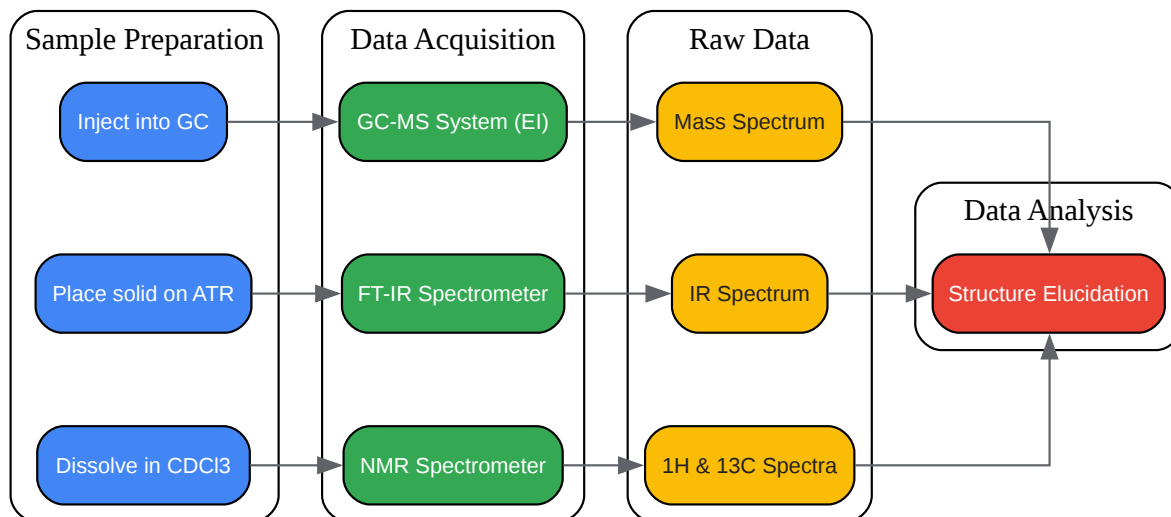 Sample Preparation
Data Acquisition
Raw Data
Inject into GC
GC-MS System (EI)
Mass Spectrum
Data Analysis
Place solid on ATR
FT-IR Spectrometer
IR Spectrum
Structure Elucidation
Dissolve in CDCl3
NMR Spectrometer
1H & 13C Spectra